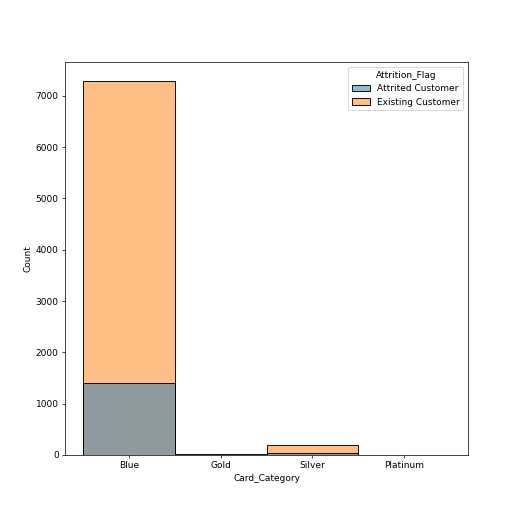 Attrition_Flag
Attrited Customer
Existing Customer
7000
6000
5000
4000
3000
2000
1000
0
Count
Blue Gold Silver Platinum
Card_Category